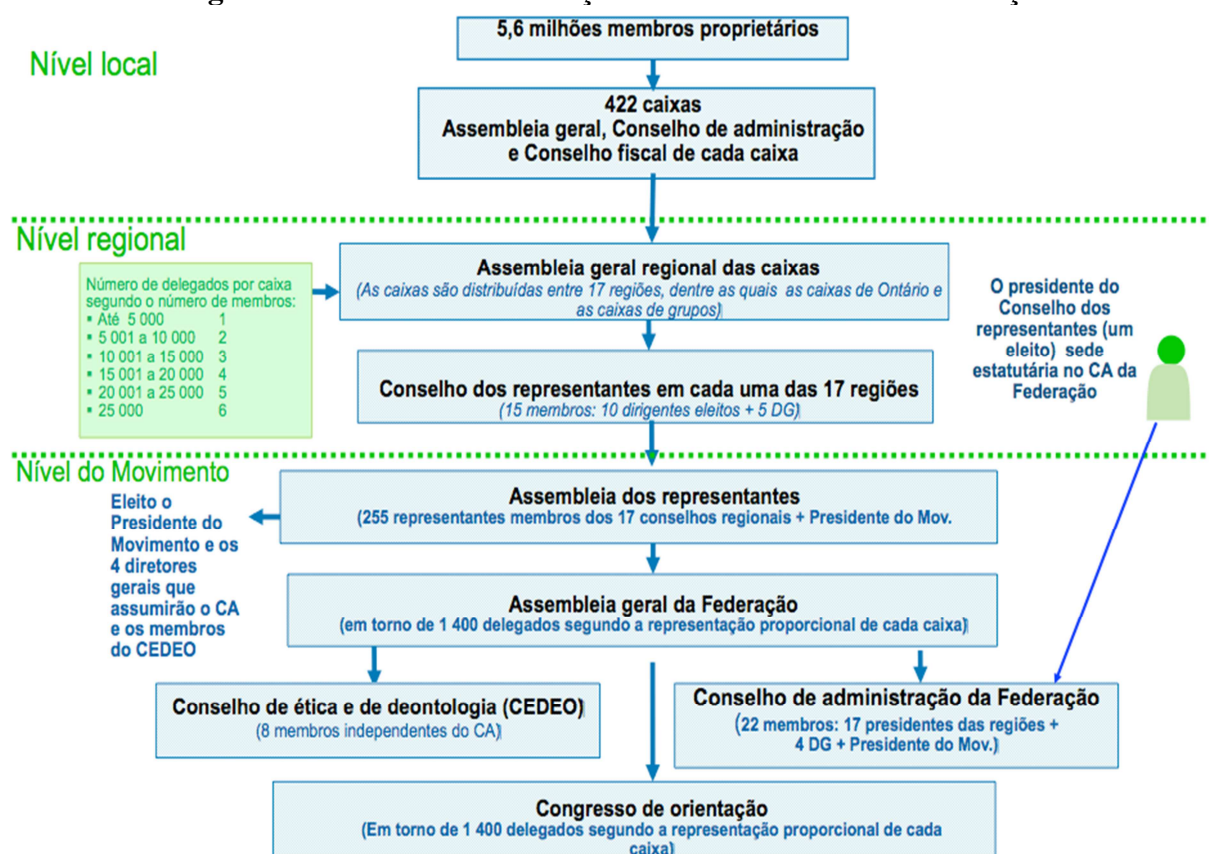 5,6 milhões membros proprietários
Nível local
422 caixas
Assembleia geral, Conselho de administração
e Conselho fiscal de cada caixa
Nível regional
Número de delegados por caixa
segundo o número de membros:
▪ Até 5 000 1
▪ 5 001 a 10 000 2
▪ 10 001 a 15 000 3
▪ 15 001 a 20 000 4
▪ 20 001 a 25 000 5
▪ 25 000 6
Assembleia geral regional das caixas
(As caixas são distribuídas entre 17 regiões, dentre as quais as caixas de Ontário e
as caixas de grupos)
O presidente do
Conselho dos
representantes (um
eleito) sede
estatutária no CA da
Federação
Conselho dos representantes em cada uma das 17 regiões
(15 membros: 10 dirigentes eleitos + 5 DG)
Nível do Movimento
Eleito o
Presidente do
Movimento e os
4 diretores
gerais que
assumirão o CA
e os membros
do CEDEO
Assembleia dos representantes
(255 representantes membros dos 17 conselhos regionais + Presidente do Mov.
Assembleia geral da Federação
(em torno de 1 400 delegados segundo a representação proporcional de cada caixa)
Conselho de ética e de deontologia (CEDEO)
(8 membros independentes do CA)
Conselho de administração da Federação
(22 membros: 17 presidentes das regiões +
4 DG + Presidente do Mov.)
Congresso de orientação
(Em torno de 1 400 delegados segundo a representação proporcional de cada
caixa)